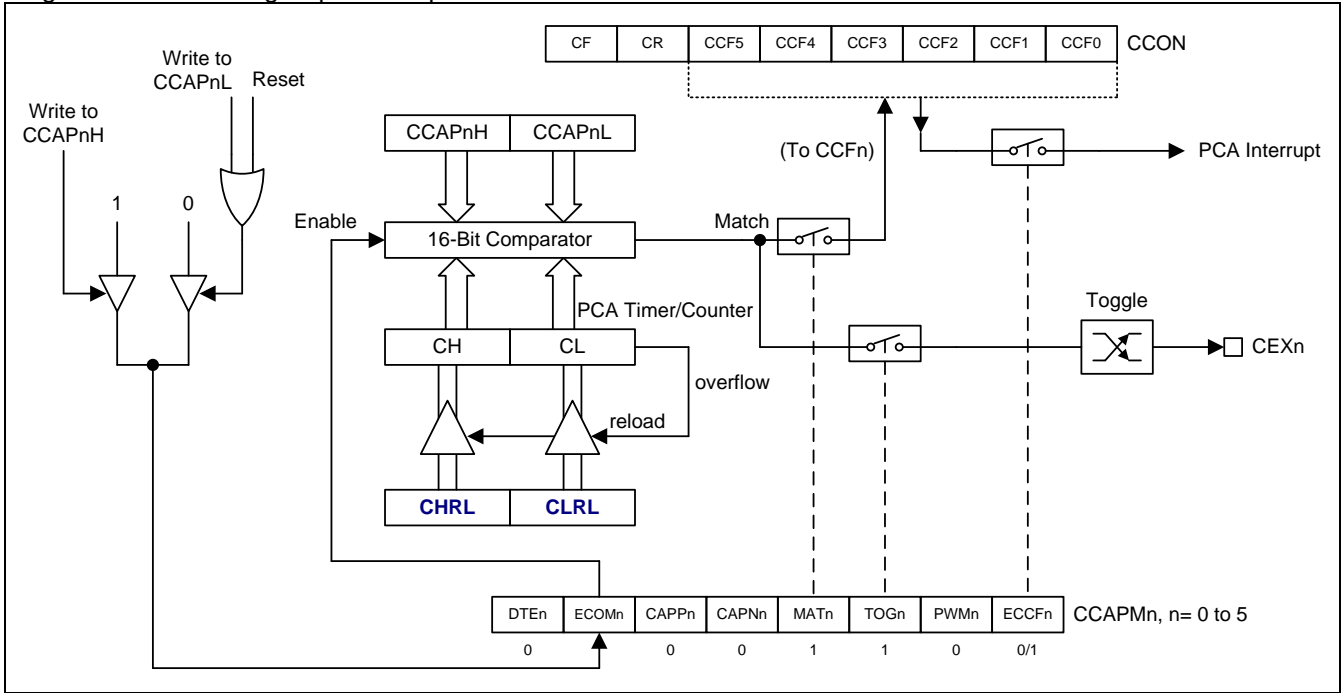 CF CR CCF5 CCF4 CCF3 CCF2 CCF1 CCF0 CCON
Write to
CCAPnL
Reset
Write to
CCAPnH
CCAPnH CCAPnL
(To CCFn)
PCA Interrupt
1 0
Enable
16-Bit Comparator
Match
PCA Timer/Counter
Toggle
CH CL
CEXn
overflow
reload
CHRL CLRL
DTEn ECOMn CAPPn CAPNn MATn TOGn PWMn ECCFn CCAPMn, n= 0 to 5
0 0 0 1 1 0 0/1